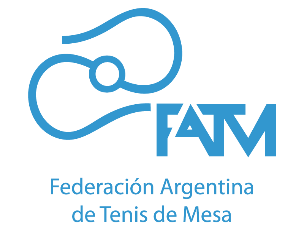 FATM
Federación Argentina
de Tenis de Mesa